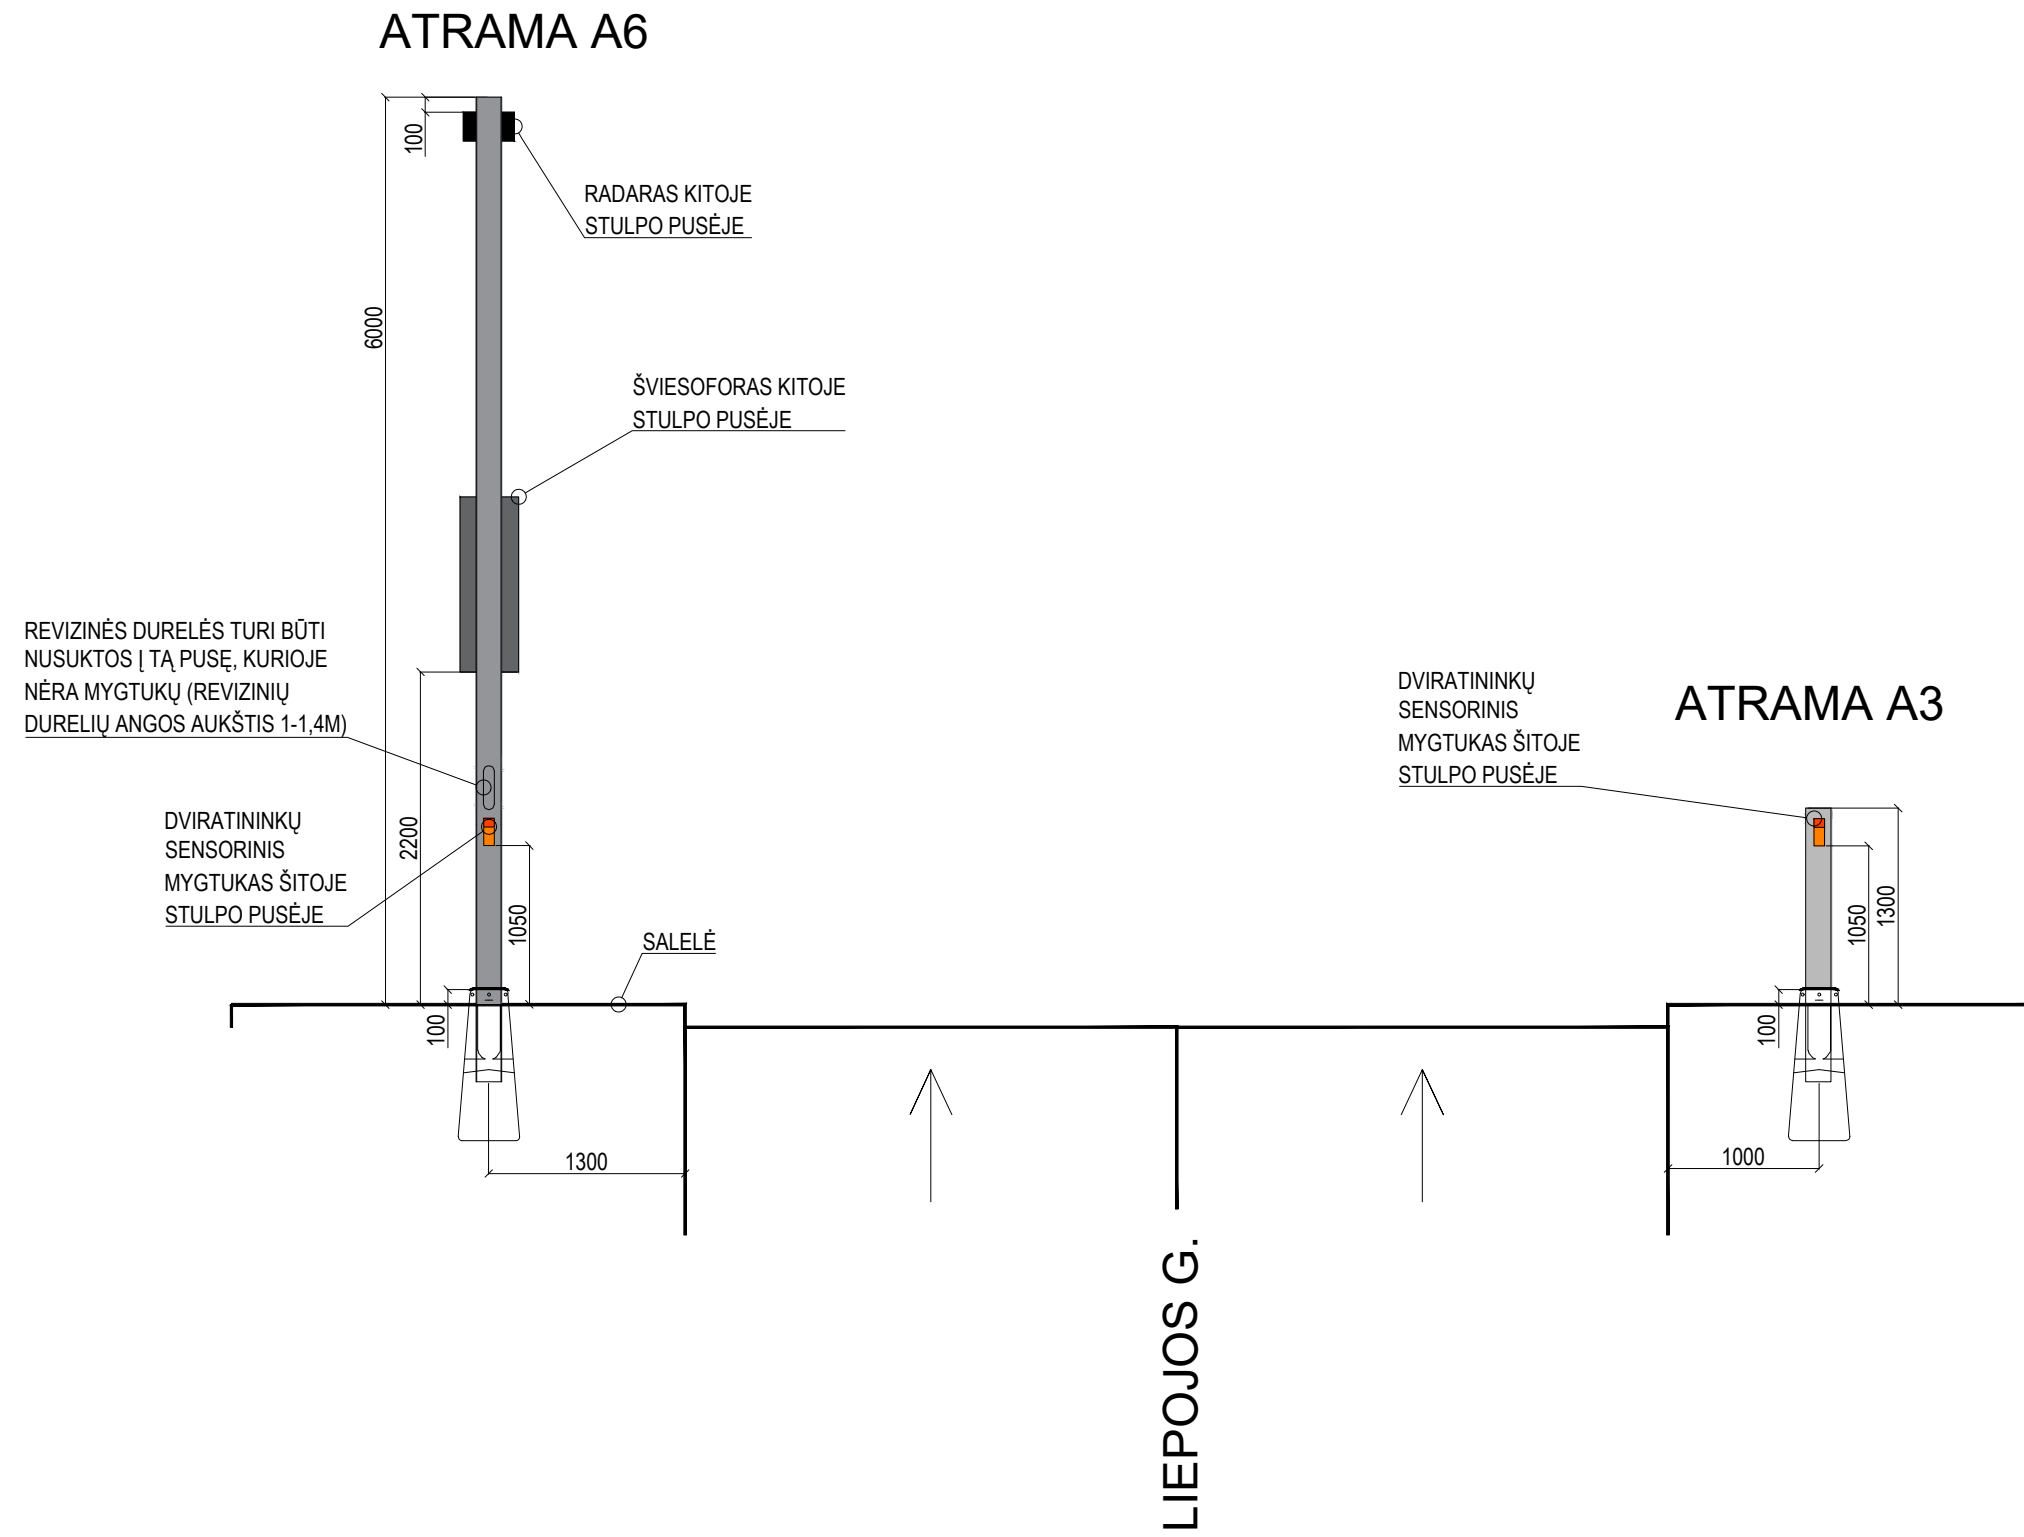 ATRAMA A6
100
RADARAS KITOJE
STULPO PUSĖJE
6000
ŠVIESOFORAS KITOJE
STULPO PUSĖJE
REVIZINĖS DURELĖS TURI BŪTI
NUSUKTOS Į TĄ PUSĘ, KURIOJE
NĖRA MYGTUKŲ (REVIZINIŲ
DURELIŲ ANGOS AUKŠTIS 1-1,4M)
DVIRATININKŲ
SENSORINIS
MYGTUKAS ŠITOJE
STULPO PUSĖJE
2200
1050
SALELĖ
100
1300
DVIRATININKŲ
SENSORINIS
MYGTUKAS ŠITOJE
STULPO PUSĖJE
ATRAMA A3
1050
1300
100
1000
LIEPOJOS G.